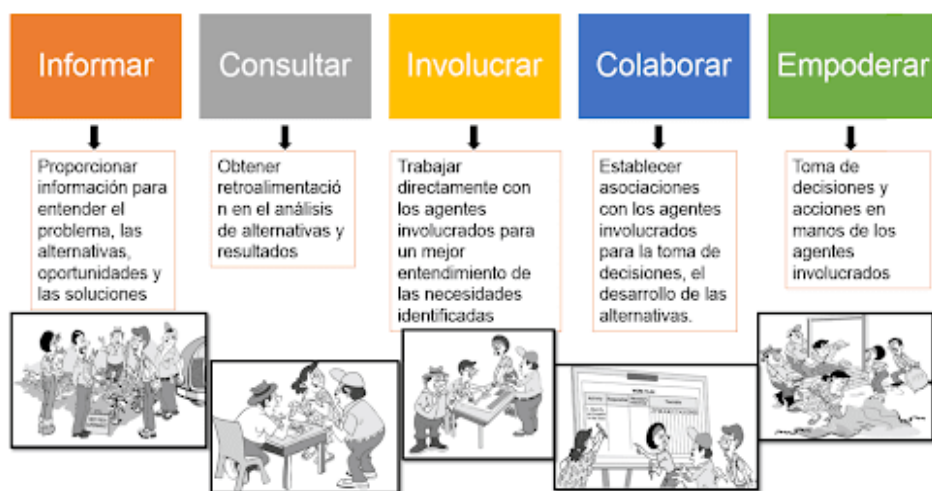 Informar
Consultar
Involucrar
Colaborar
Empoderar
Proporcionar
información para
entender el
problema, las
alternativas,
oportunidades y
las soluciones
Obtener
retroalimentació
n en el análisis
de alternativas y
resultados
Trabajar
directamente con
los agentes
involucrados para
un mejor
entendimiento de
las necesidades
identificadas
Establecer
asociaciones
con los agentes
involucrados
para la toma de
decisiones, el
desarrollo de las
alternativas.
Toma de
decisiones y
acciones en
manos de los
agentes
involucrados